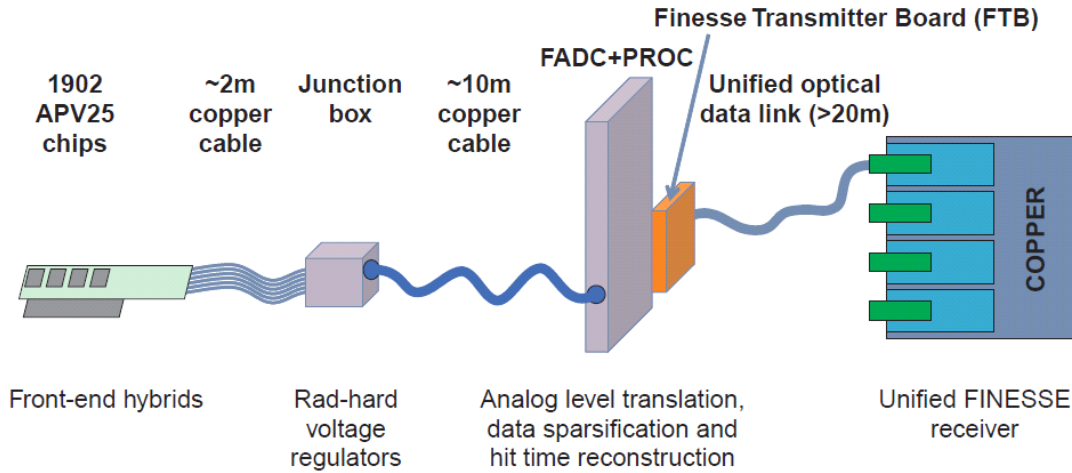 Finesse Transmitter Board (FTB)
FADC+PROC
1902
APV25
chips
~2m
copper
cable
Junction
box
~10m
copper
cable
Unified optical
data link (>20m)
COPPER
Front-end hybrids
Rad-hard
voltage
regulators
Analog level translation,
data sparsification and
hit time reconstruction
Unified FINESSE
receiver